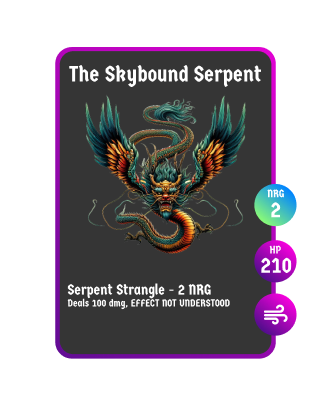 The Skybound Serpent
NRG
2
HP
210
Serpent Strangle - 2 NRG
Deals 100 dmg, EFFECT NOT UNDERSTOOD